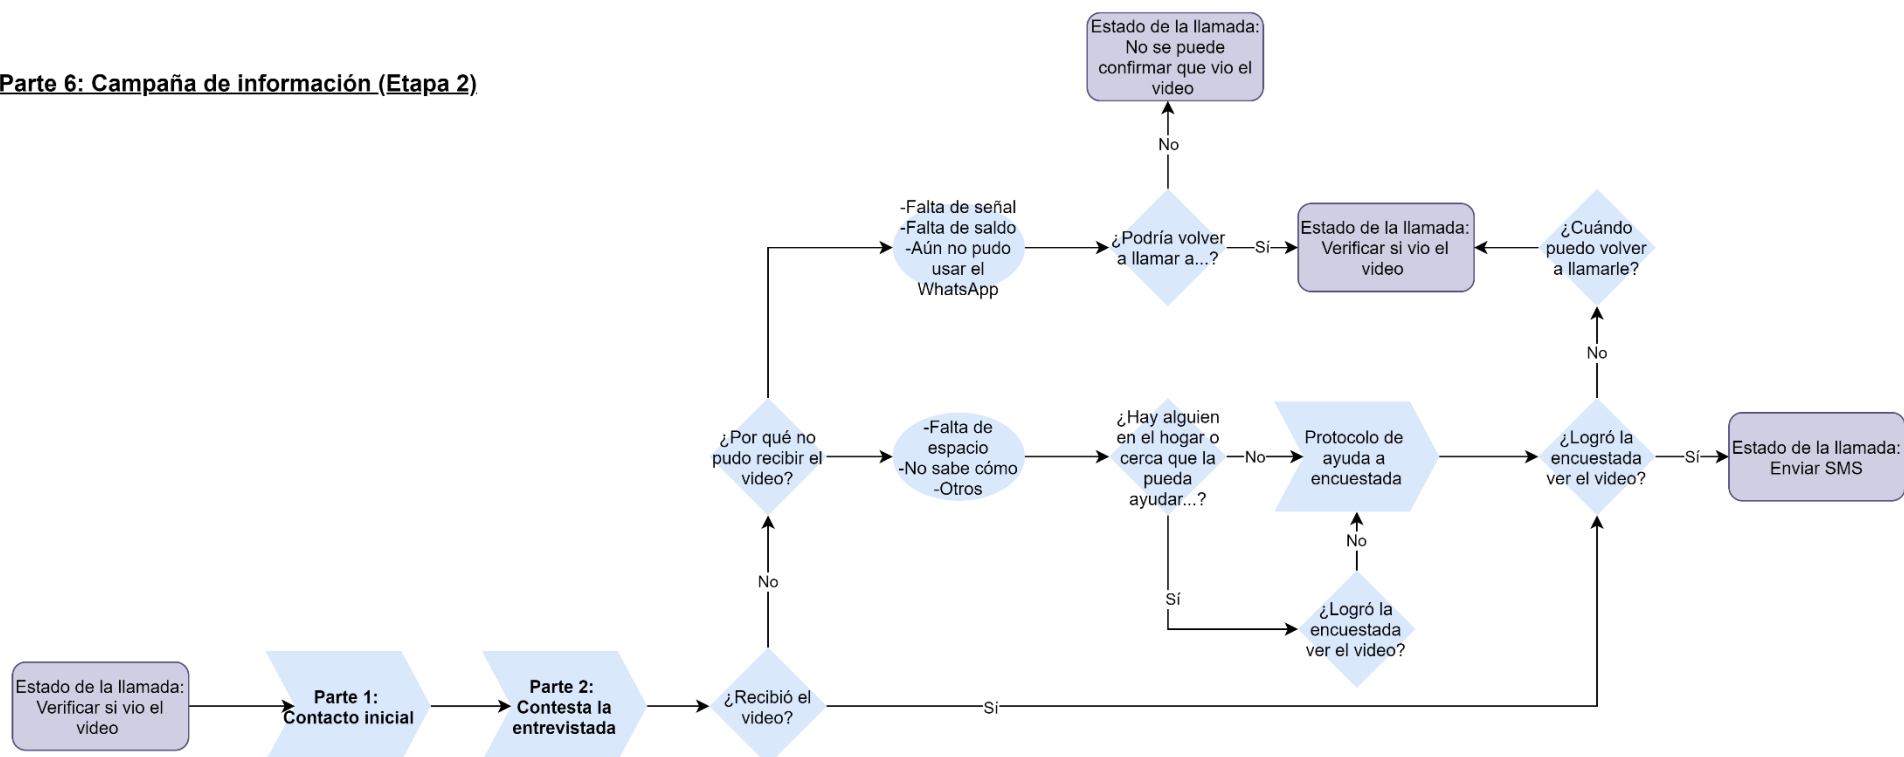 Parte 6: Campaña de información (Etapa 2)
Estado de la llamada:
No se puede
confirmar que vio el
video
No
-Falta de señal
-Falta de saldo
-Aún no pudo
usar el
WhatsApp
¿Podría volver
a llamar a...?
Sí
Estado de la llamada:
Verificar si vio el
video
¿Cuándo
puedo volver
a llamarle?
No
¿Por qué no
pudo recibir el
video?
-Falta de
espacio
-No sabe cómo
-Otros
¿Hay alguien
en el hogar o
cerca que la
pueda
ayudar...?
No
Protocolo de
ayuda a
encuestada
¿Logró la
encuestada
ver el video?
Sí
Estado de la llamada:
Enviar SMS
No
No
Sí
¿Logró la
encuestada
ver el video?
Estado de la llamada:
Verificar si vio el
video
Parte 1:
Contacto inicial
Parte 2:
Contesta la
entrevistada
¿Recibió el
video?
Sí